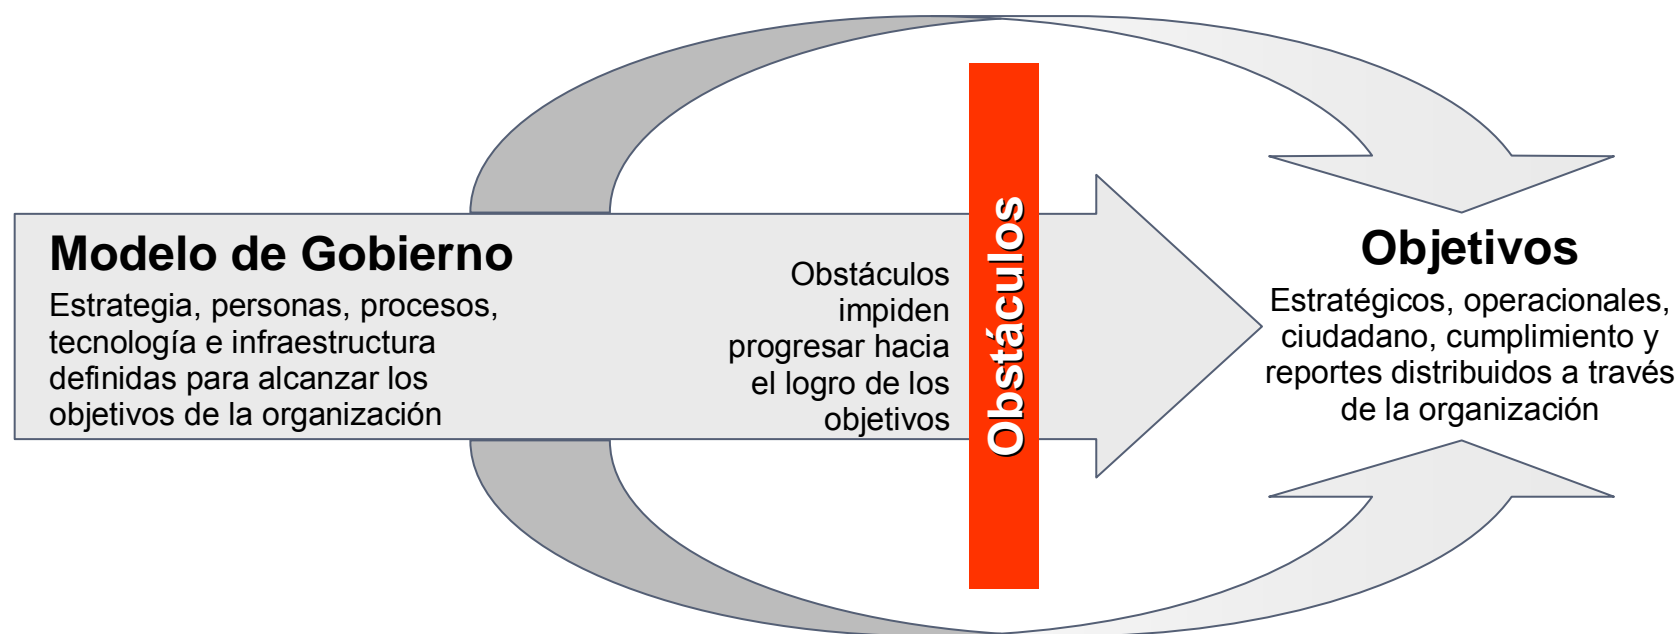 Modelo de Gobierno
Estrategia, personas, procesos,
tecnología e infraestructura
definidas para alcanzar los
objetivos de la organización
Obstáculos
impiden
progresar hacia
el logro de los
objetivos
Obstáculos
Objetivos
Estratégicos, operacionales,
ciudadano, cumplimiento y
reportes distribuidos a través
de la organización